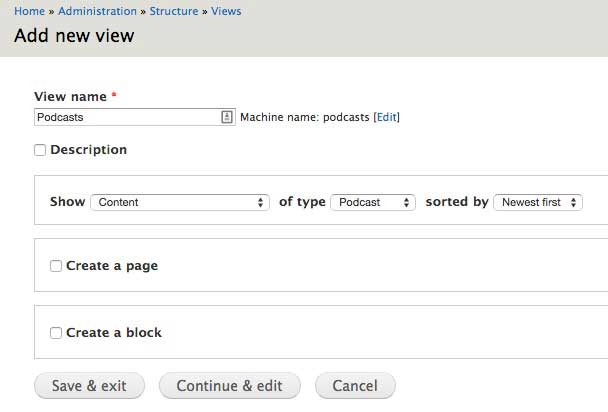 Home » Administration » Structure » Views
Add new view
View name *
Podcasts Machine name: podcasts [Edit]
Description
Show Content of type Podcast sorted by Newest first
Create a page
Create a block
Save & exit Continue & edit Cancel